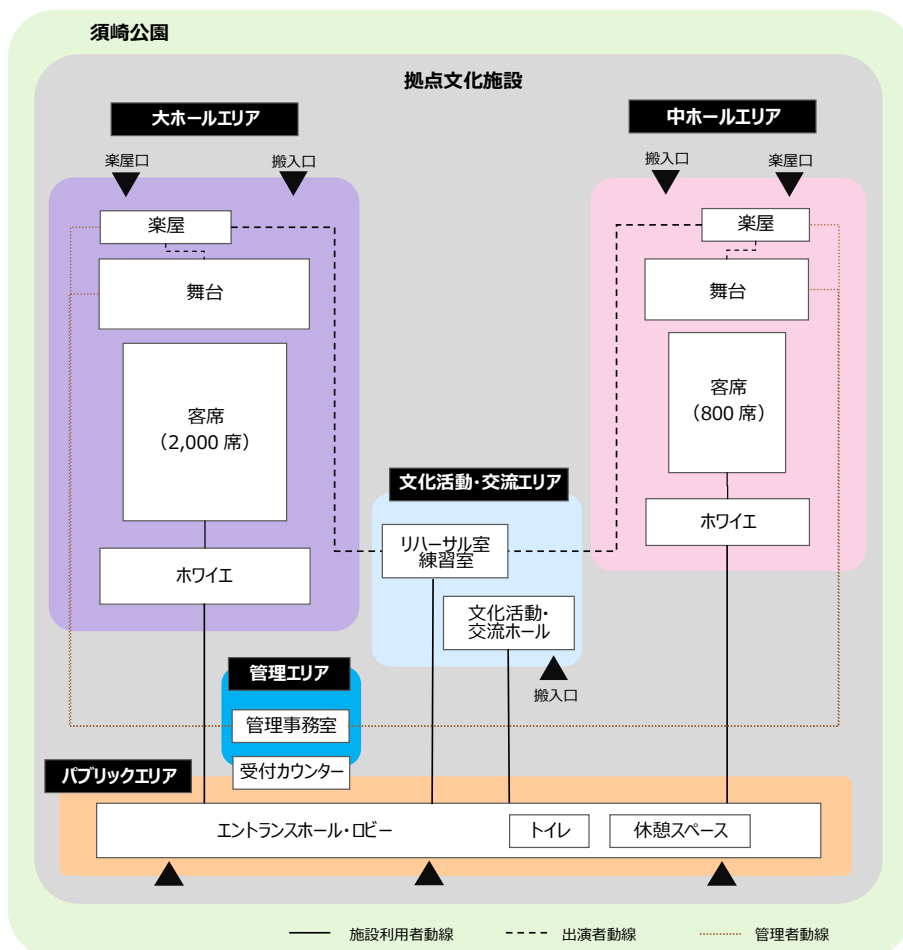 須崎公園
拠点文化施設
大ホールエリア
中ホールエリア
楽屋口
搬入口
搬入口
楽屋口
楽屋
楽屋
舞台
舞台
客席
（2,000 席）
客席
（800 席）
文化活動・交流エリア
ホワイエ
リハーサル室
練習室
ホワイエ
文化活動・
交流ホール
管理エリア
搬入口
管理事務室
パブリックエリア
受付カウンター
エントランスホール・ロビー
トイレ
休憩スペース
施設利用者動線
出演者動線
管理者動線